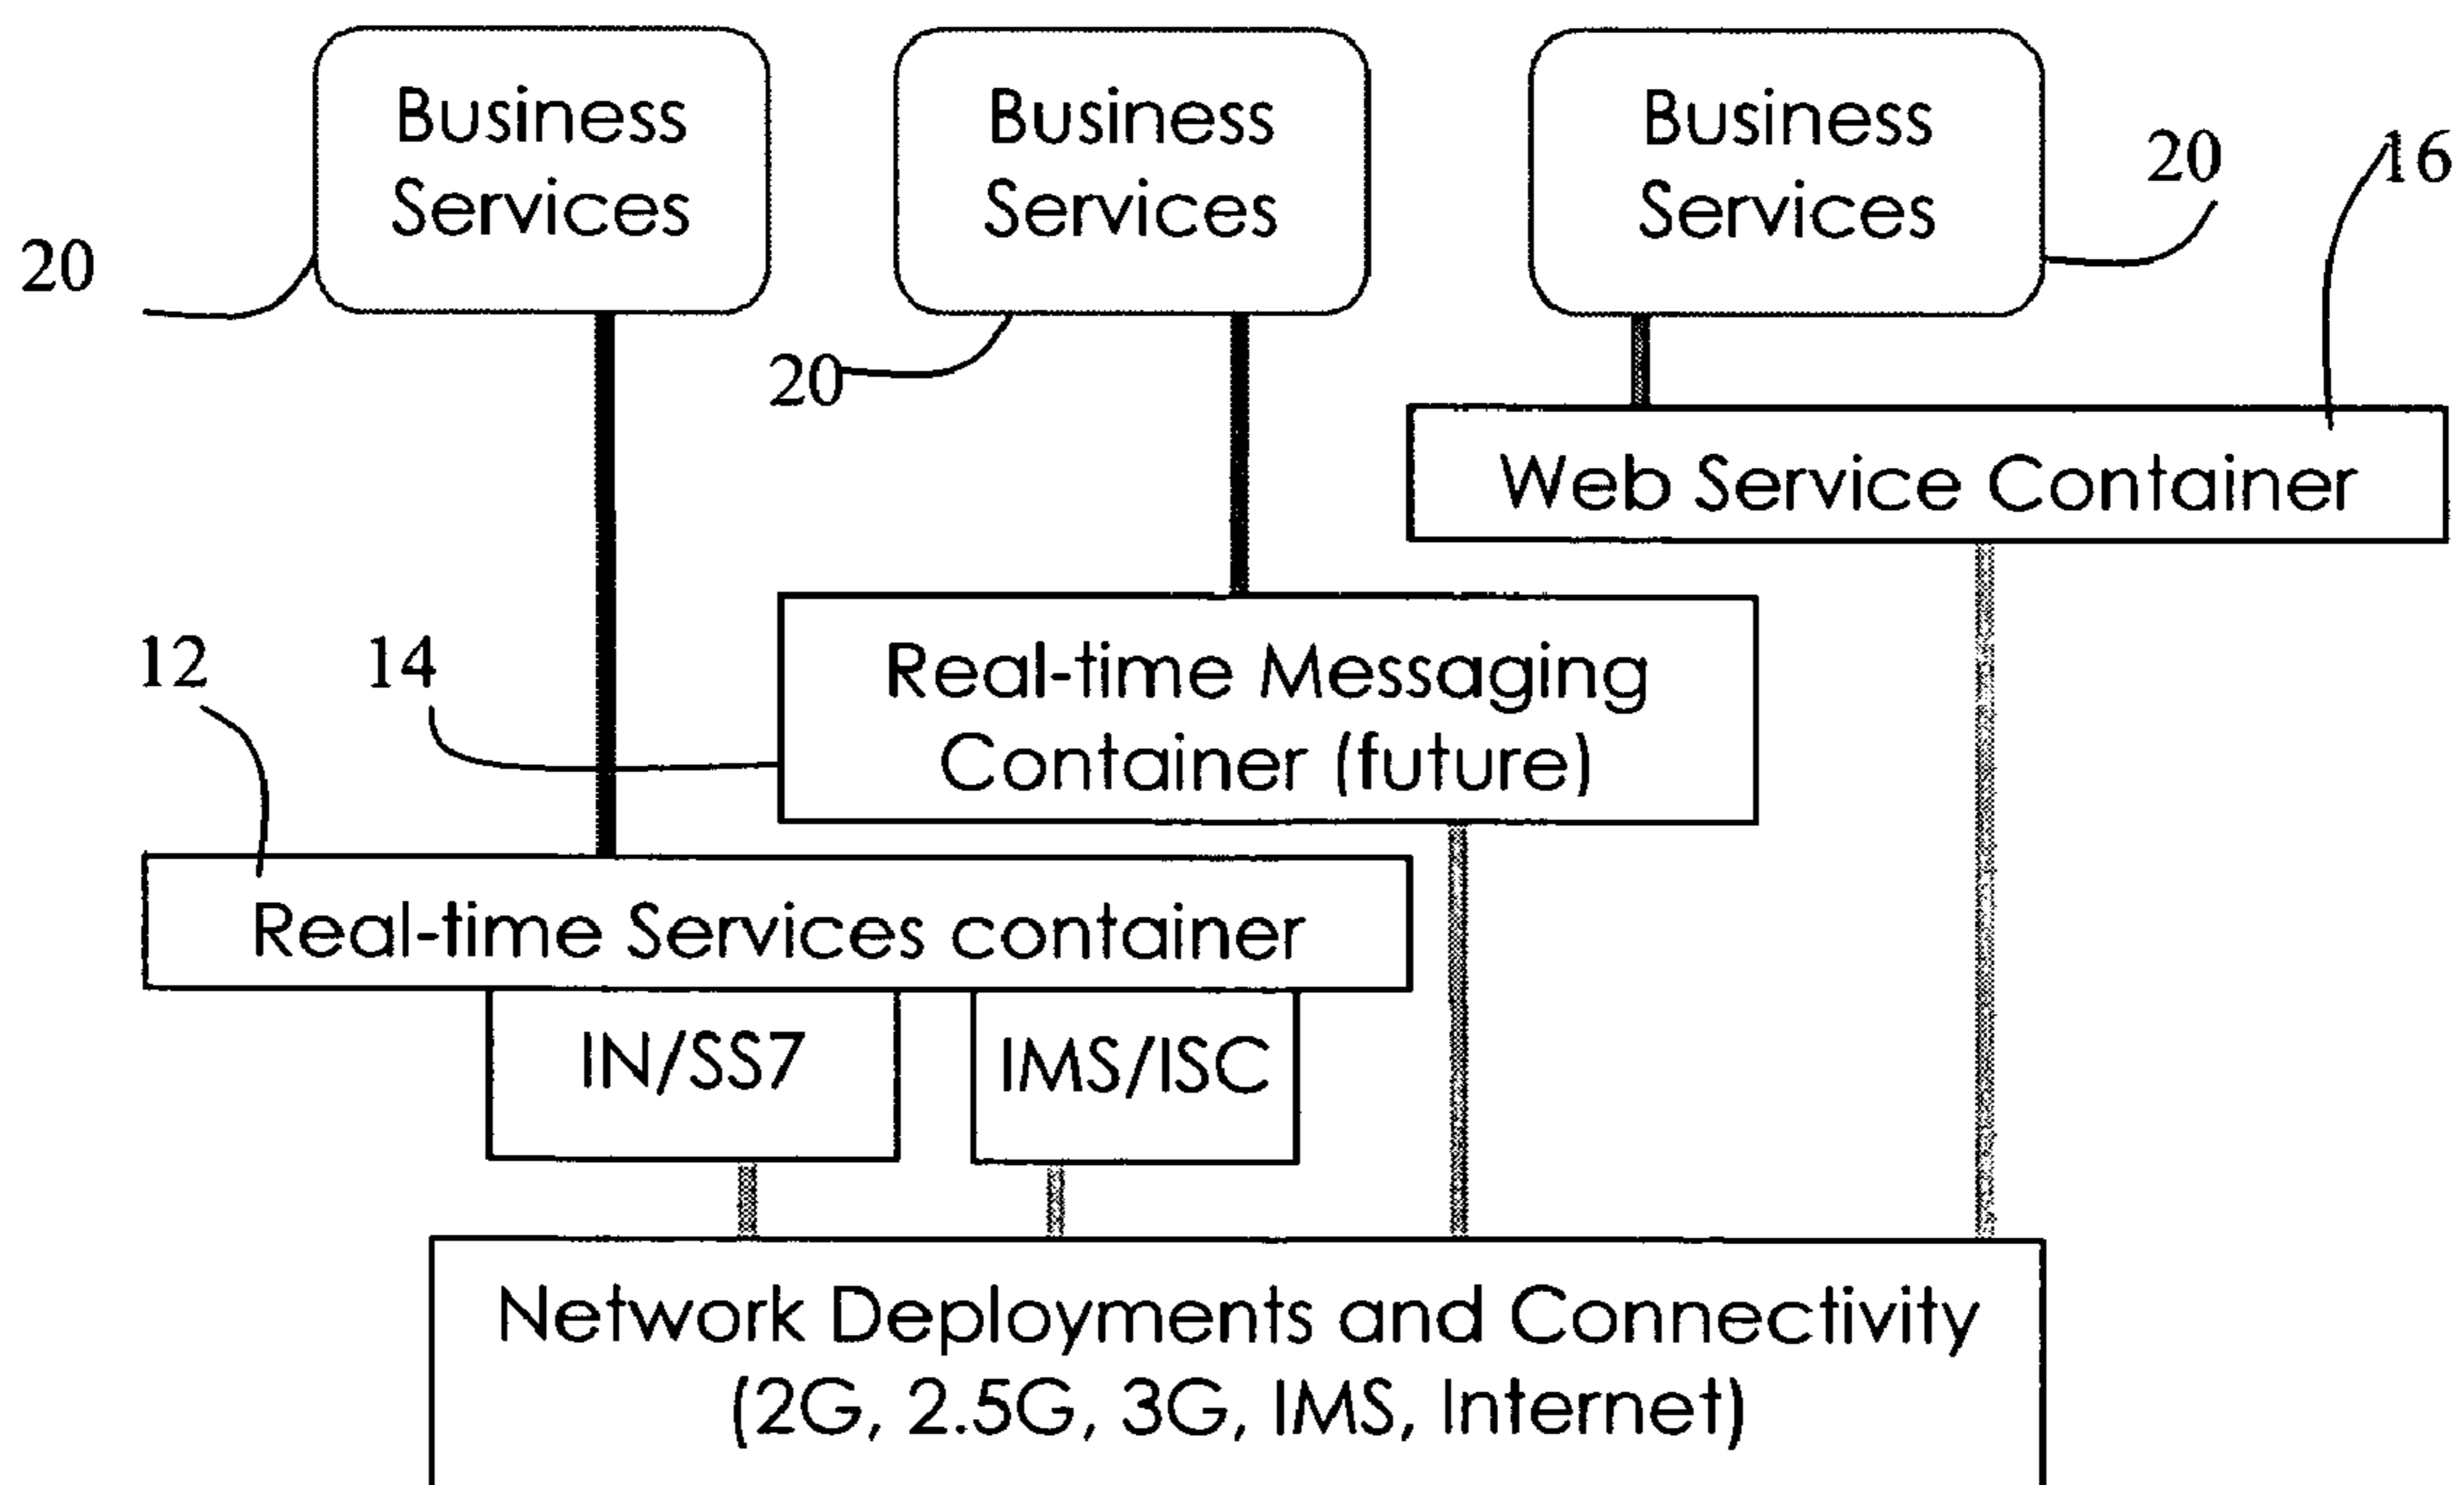 Business
Services
Business
Services
Business
Services
20
16
20
20
Web Service Container
12
14
Real-time Messaging
Container (future)
Real-time Services container
IN/SS7
IMS/ISC
Network Deployments and Connectivity
(2G, 2.5G, 3G, IMS, Internet)